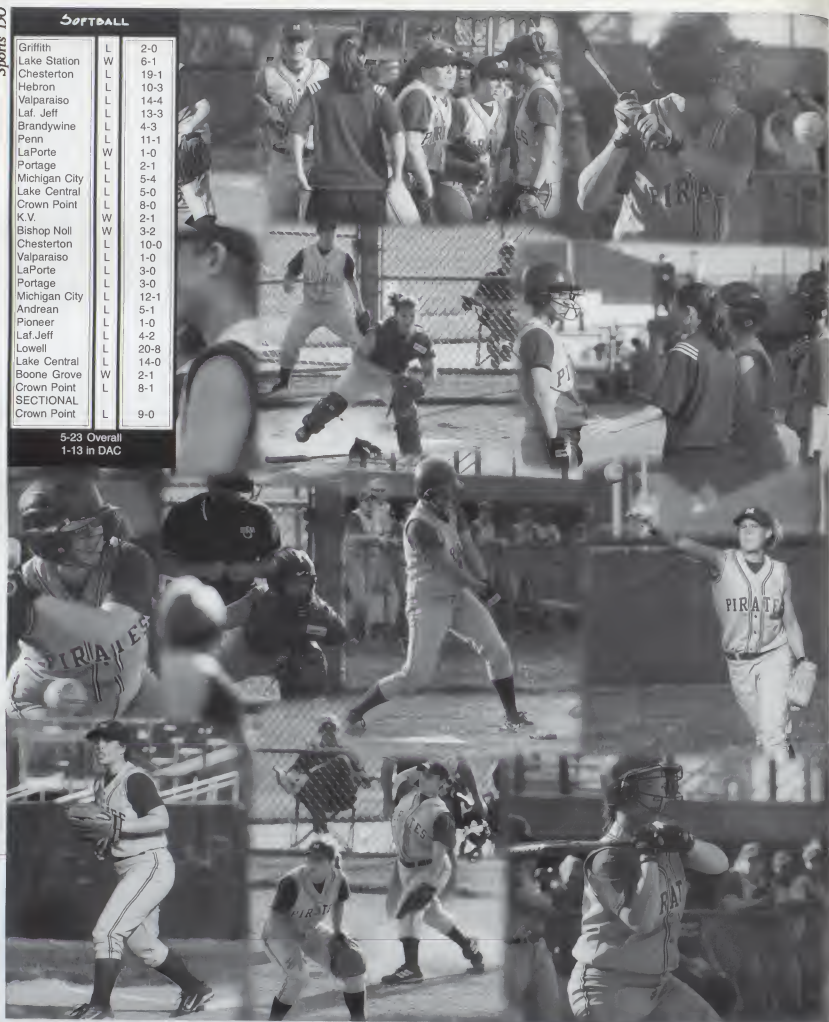 Sports 130
SOFTBALL
Griffith L 2-0
Lake Station W 6-1
Chesterton L 19-1
Hebron L 10-3
Valparaiso L 14-4
Laf. Jeff L 13-3
Brandywine L 4-3
Penn L 11-1
LaPorte W 1-0
Portage L 2-1
Michigan City L 5-4
Lake Central L 5-0
Crown Point L 8-0
K.V. W 2-1
Bishop Noll W 3-2
Chesterton L 10-0
Valparaiso L 1-0
LaPorte L 3-0
Portage L 3-0
Michigan City L 12-1
Andrean L 5-1
Pioneer L 1-0
Laf.Jeff L 4-2
Lowell L 20-8
Lake Central L 14-0
Boone Grove W 2-1
Crown Point L 8-1
SECTIONAL
Crown Point L 9-0
5-23 Overall
1-13 in DAC
PIRATES
PIRATES